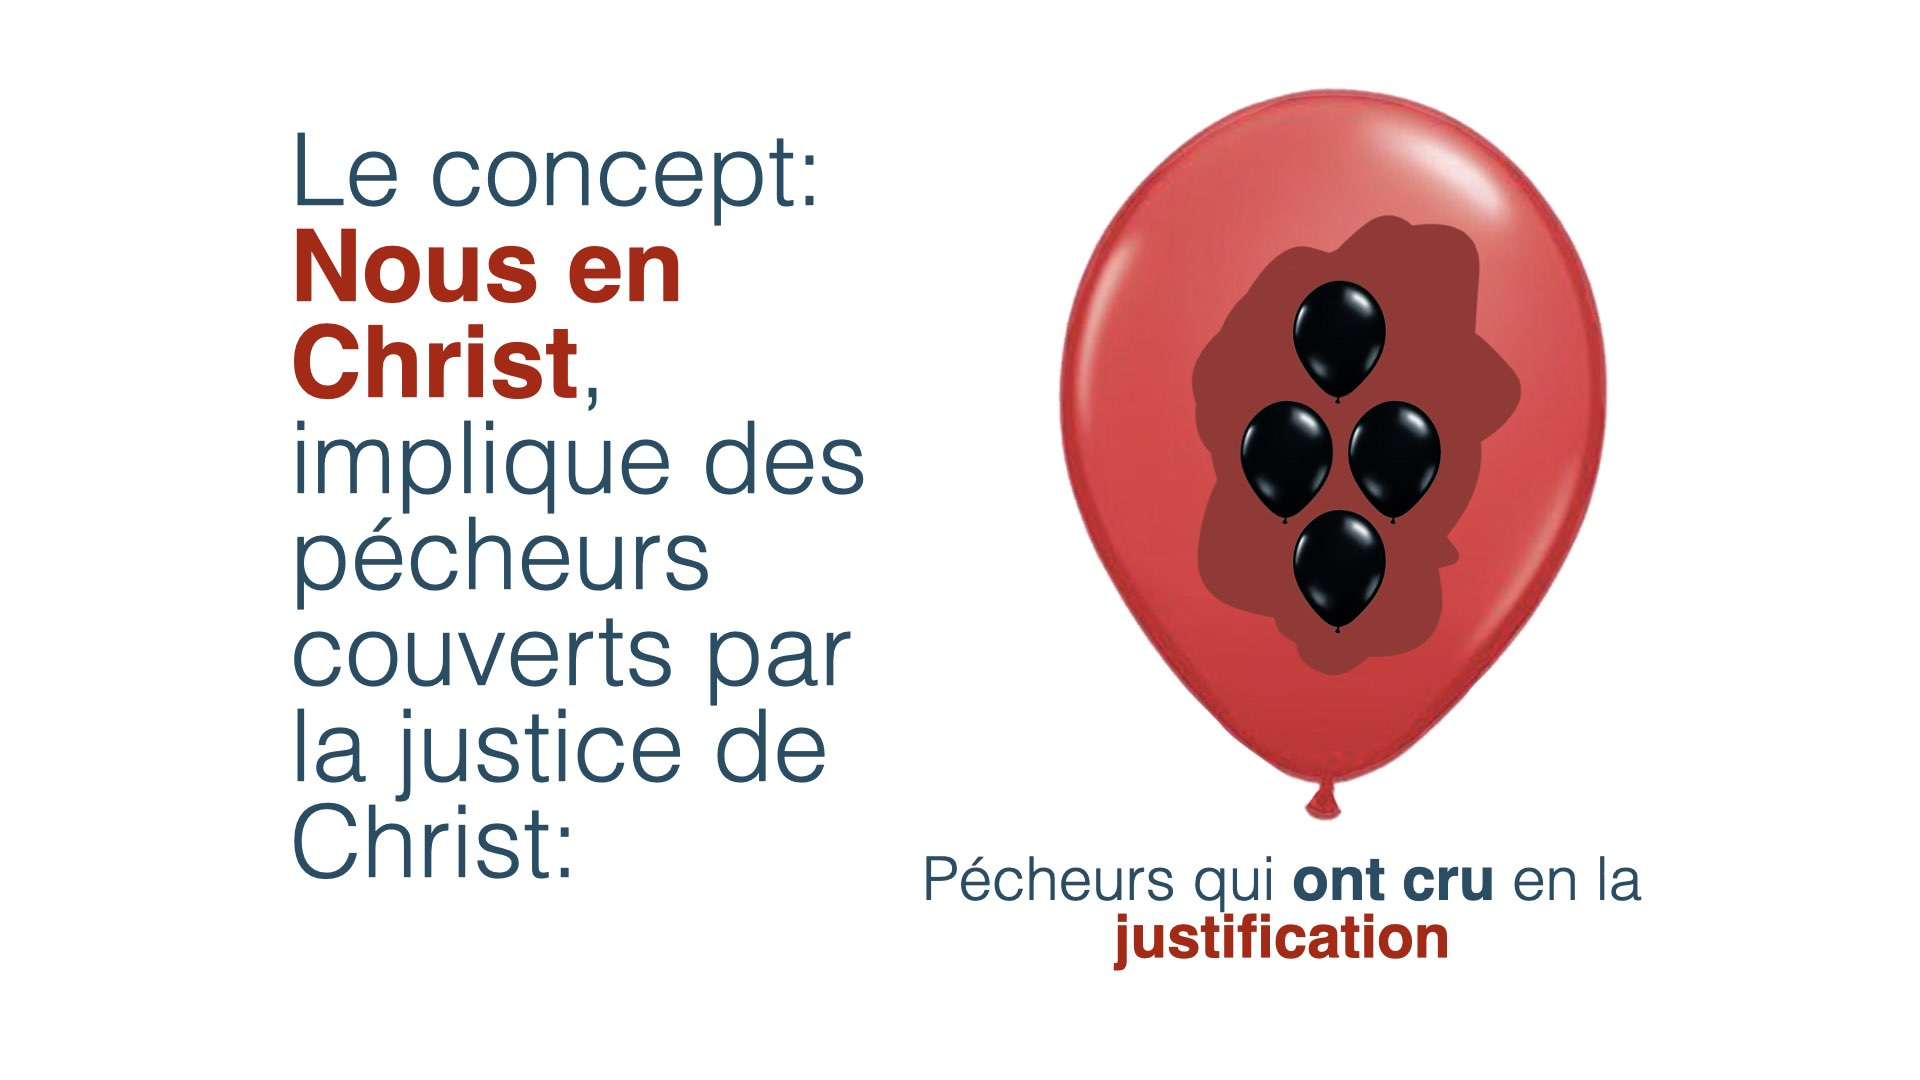 Le concept:
Nous en
Christ,
implique des
pécheurs
couverts par
la justice de
Christ:
Pécheurs qui ont cru en la
justification